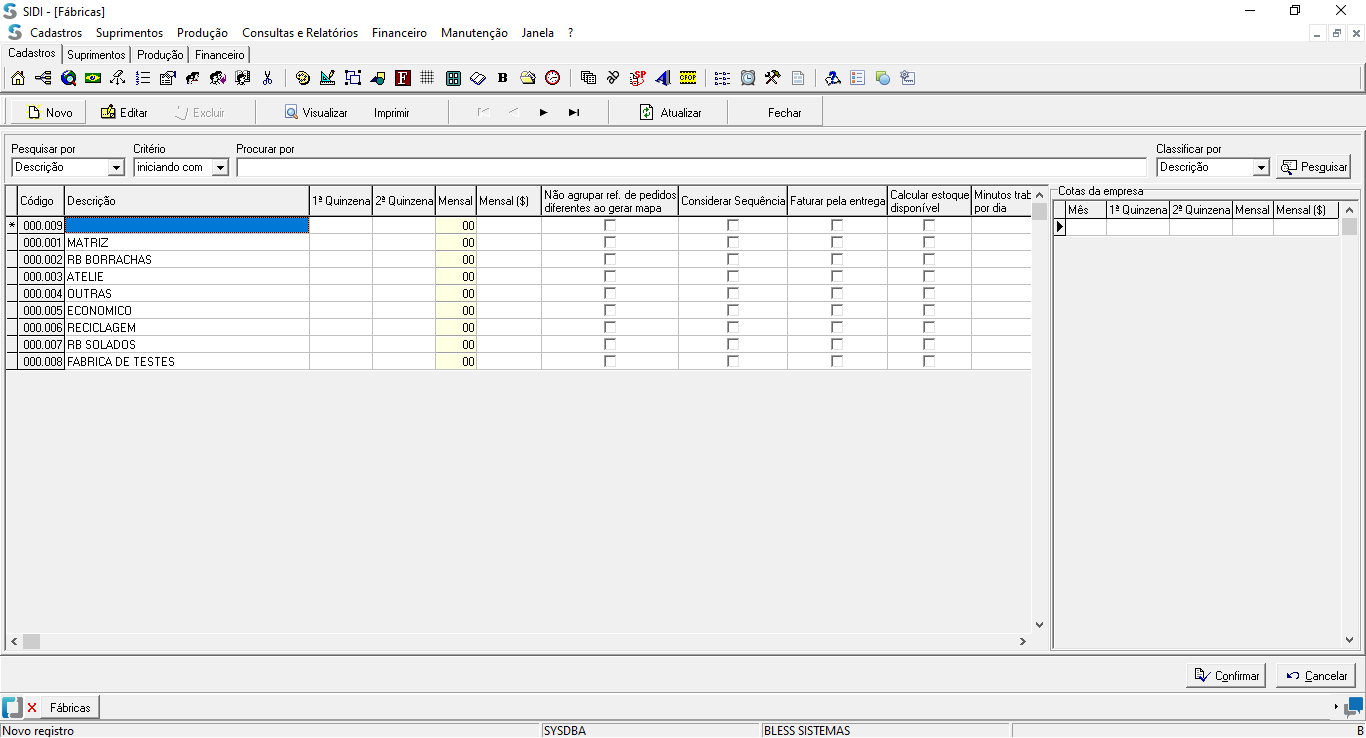 SIDI - [Fábricas]
Cadastros Suprimentos Produção Consultas e Relatórios Financeiro Manutenção Janela ?
Cadastros Suprimentos Produção Financeiro
F B SP CFOP
Novo Editar Excluir Visualizar Imprimir Atualizar Fechar
Pesquisar por Critério Procurar por Classificar por
Descrição iniciando com Descrição Pesquisar
Cotas da empresa
Código Descrição 1ª Quinzena 2ª Quinzena Mensal Mensal ($) Não agrupar ref. de pedidos diferentes ao gerar mapa Considerar Sequência Faturar pela entrega Calcular estoque disponível Minutos trab por dia
Mês 1ª Quinzena 2ª Quinzena Mensal Mensal ($)
* 000.009 00
000.001 MATRIZ 00
000.002 RB BORRACHAS 00
000.003 ATELIE 00
000.004 OUTRAS 00
000.005 ECONOMICO 00
000.006 RECICLAGEM 00
000.007 RB SOLADOS 00
000.008 FABRICA DE TESTES 00
Confirmar Cancelar
Fábricas
Novo registro SYSDBA BLESS SISTEMAS B